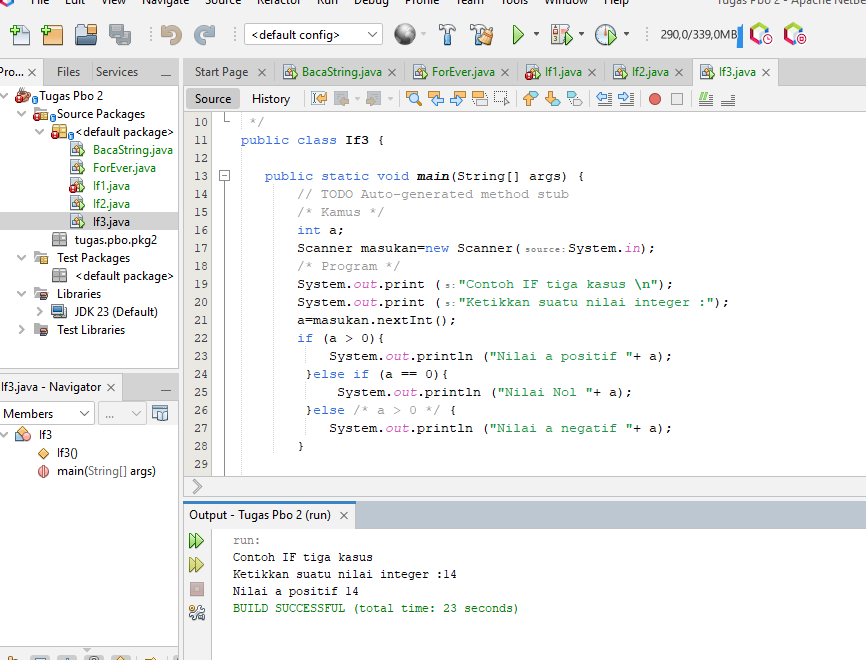 File Edit View Navigate Source Refactor Run Debug Profile Team Tools Window Help
Tugas Pbo 2 - Apache NetBe
<default config>
290,0/339,0MB
Pro... Files Services
Start Page BacaString.java ForEver.java If1.java If2.java If3.java
Source History
Tugas Pbo 2
Source Packages
<default package>
BacaString.java
ForEver.java
If1.java
If2.java
If3.java
tugas.pbo.pkg2
Test Packages
<default package>
Libraries
JDK 23 (Default)
Test Libraries
If3.java - Navigator
Members
...
If3
If3()
main(String[] args)
10 */
11 public class If3 {
12
13 public static void main(String[] args) {
14 // TODO Auto-generated method stub
15 /* Kamus */
16 int a;
17 Scanner masukan=new Scanner(source:System.in);
18 /* Program */
19 System.out.print (s:"Contoh IF tiga kasus \n");
20 System.out.print (s:"Ketikkan suatu nilai integer :");
21 a=masukan.nextInt();
22 if (a > 0){
23 System.out.println ("Nilai a positif "+ a);
24 }else if (a == 0){
25 System.out.println ("Nilai Nol "+ a);
26 }else /* a > 0 */ {
27 System.out.println ("Nilai a negatif "+ a);
28 }
29
Output - Tugas Pbo 2 (run)
run:
Contoh IF tiga kasus
Ketikkan suatu nilai integer :14
Nilai a positif 14
BUILD SUCCESSFUL (total time: 23 seconds)